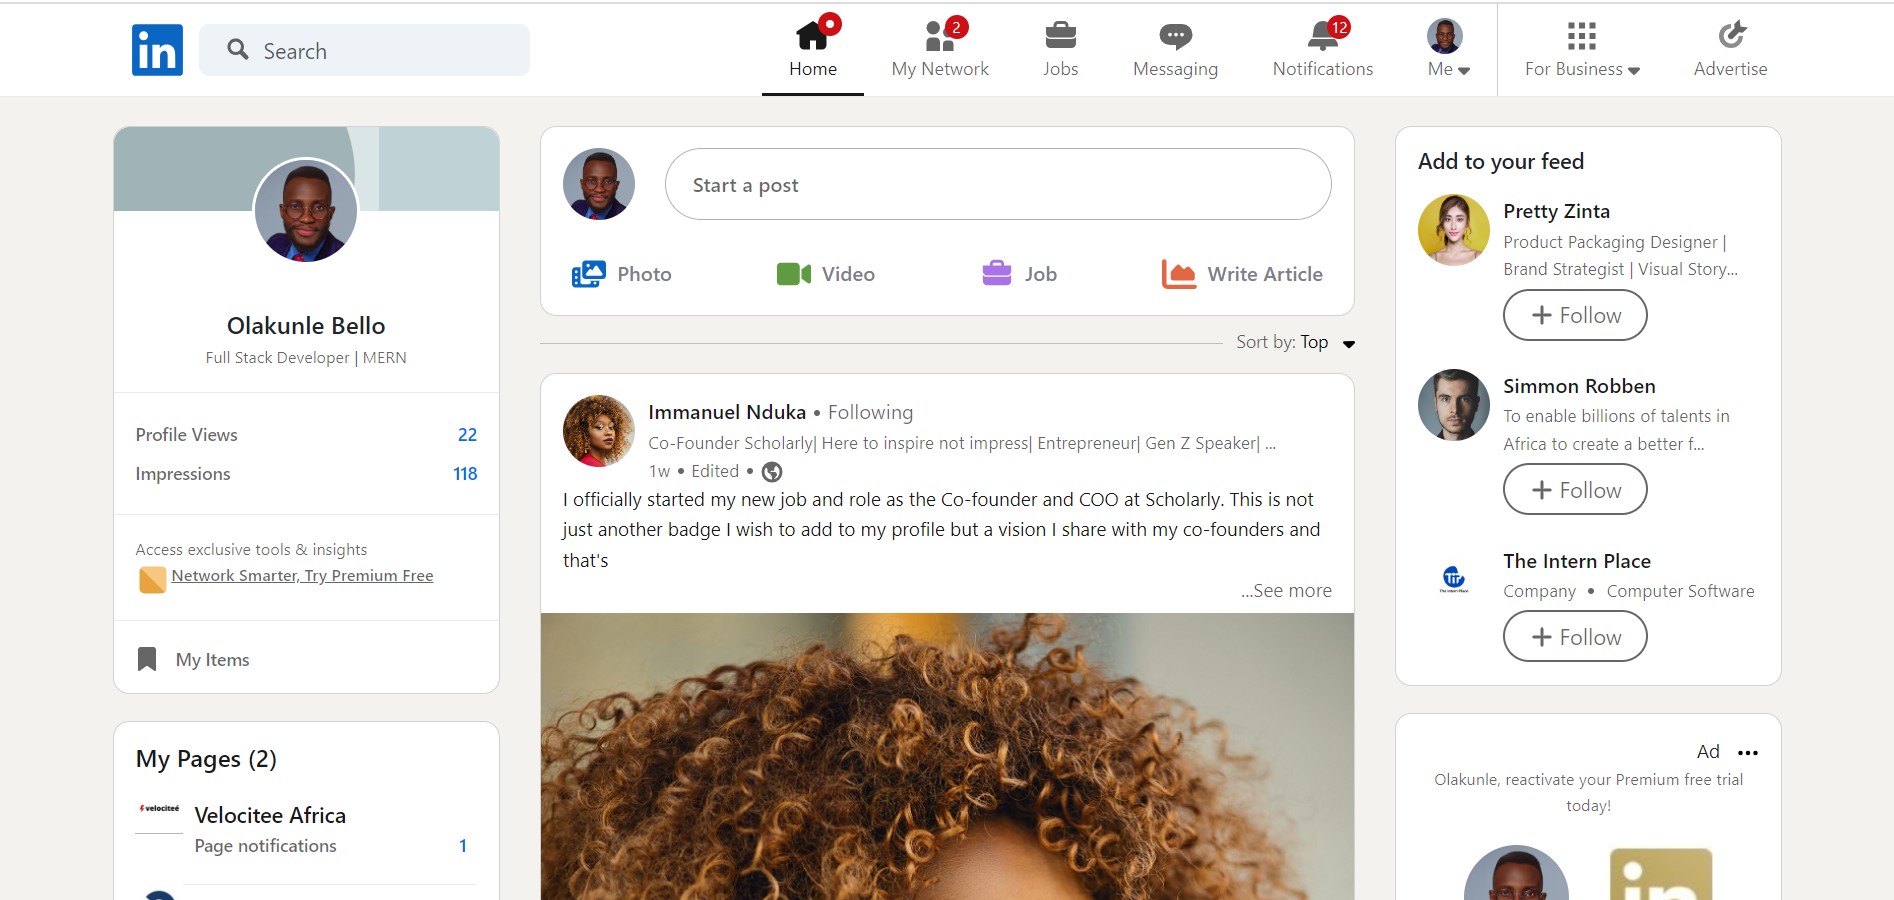 in
Search
2
12
Home
My Network
Jobs
Messaging
Notifications
Me
For Business
Advertise
Olakunle Bello
Full Stack Developer | MERN
Profile Views 22
Impressions 118
Access exclusive tools & insights
Network Smarter, Try Premium Free
My Items
My Pages (2)
velociteé
Velocitee Africa
Page notifications 1
Start a post
Photo
Video
Job
Write Article
Sort by: Top
Immanuel Nduka • Following
Co-Founder Scholarly| Here to inspire not impress| Entrepreneur| Gen Z Speaker| ...
1w • Edited •
I officially started my new job and role as the Co-founder and COO at Scholarly. This is not
just another badge I wish to add to my profile but a vision I share with my co-founders and
that's
...See more
Add to your feed
Pretty Zinta
Product Packaging Designer |
Brand Strategist | Visual Story...
+ Follow
Simmon Robben
To enable billions of talents in
Africa to create a better f...
+ Follow
TIP
The Intern Place
The Intern Place
Company • Computer Software
+ Follow
Ad
Olakunle, reactivate your Premium free trial
today!
in